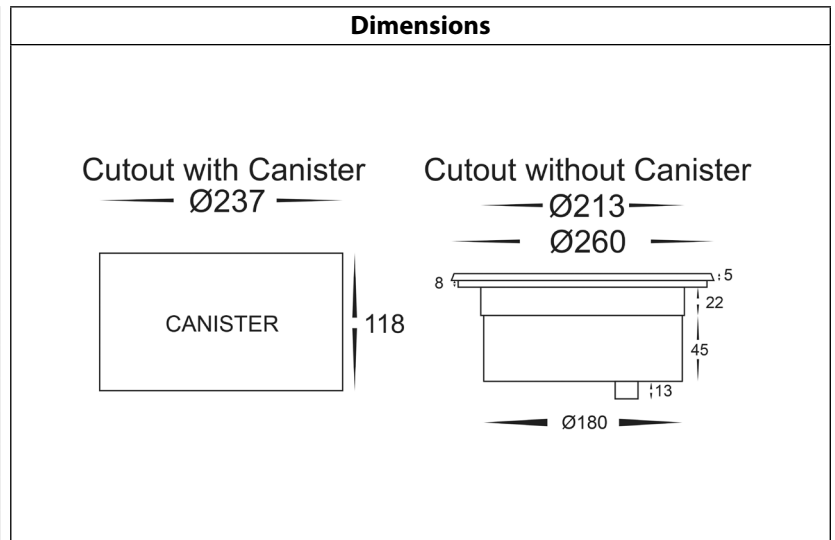 Dimensions
Cutout with Canister
Ø237
CANISTER
118
Cutout without Canister
Ø213
Ø260
8
5
22
45
13
Ø180